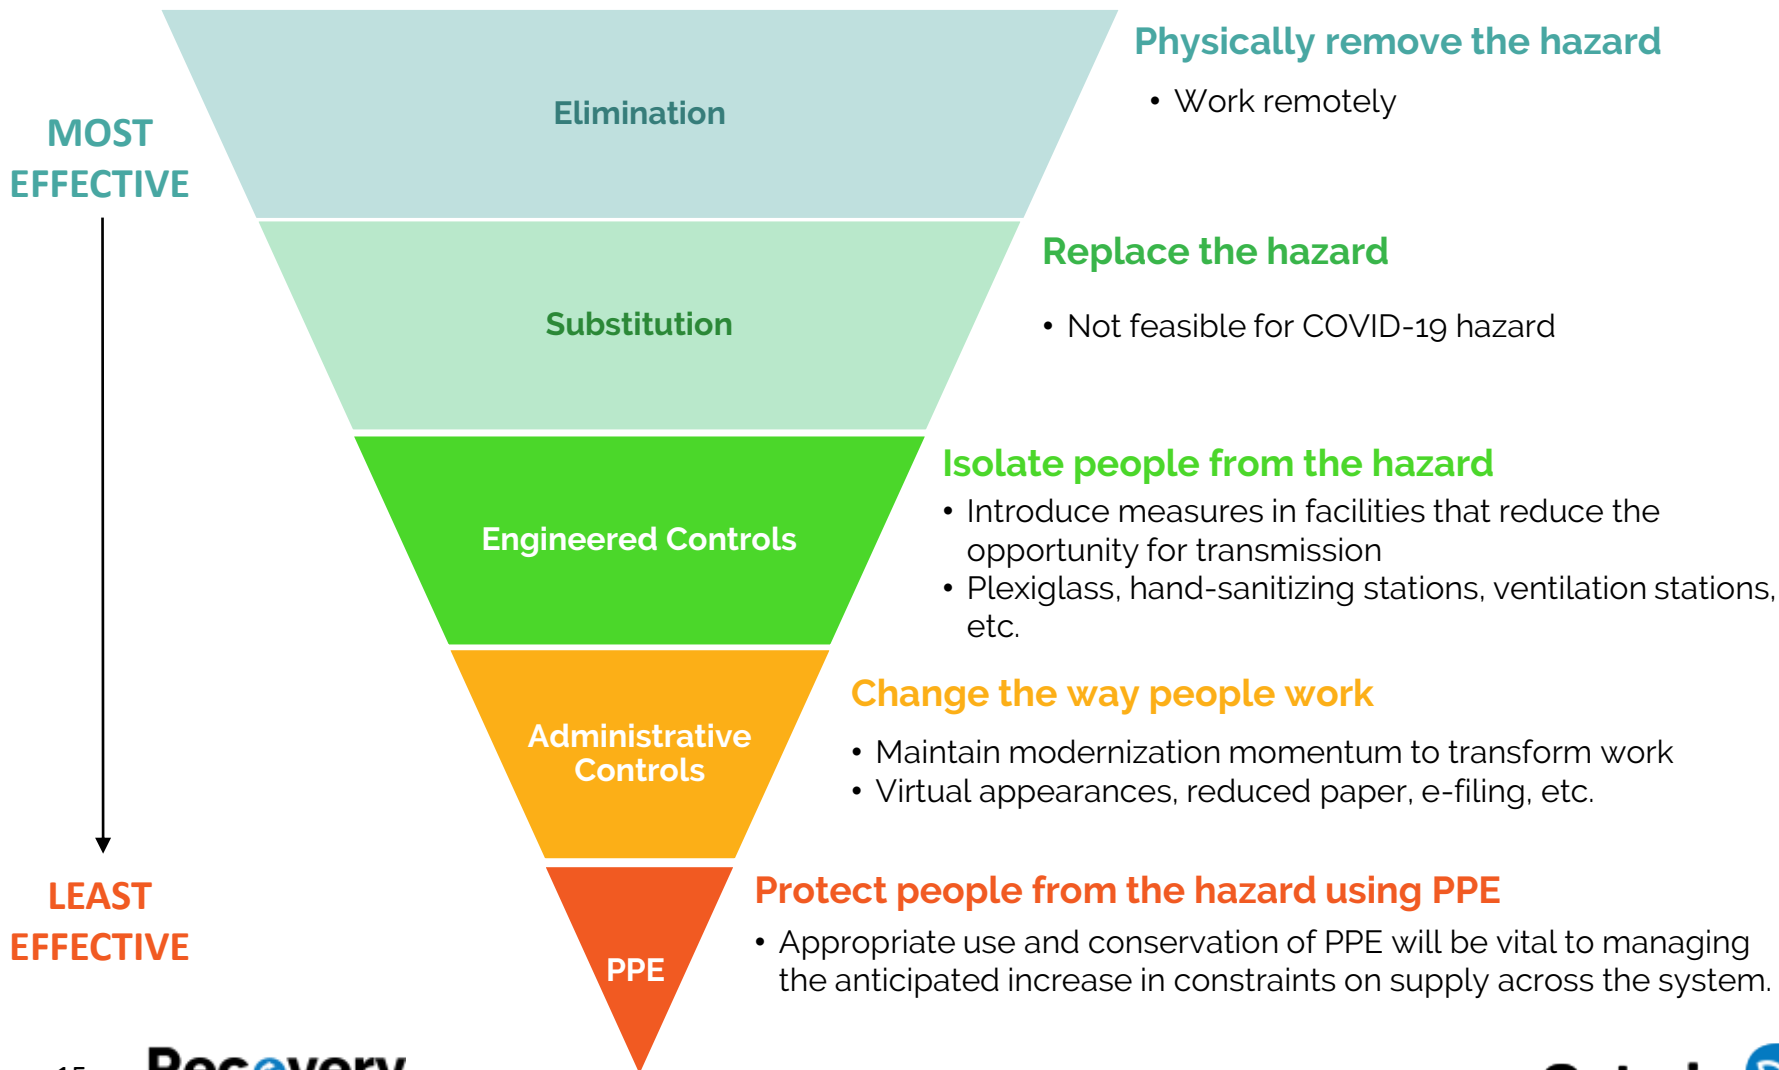 Physically remove the hazard
• Work remotely
Elimination
MOST
EFFECTIVE
Replace the hazard
• Not feasible for COVID-19 hazard
Substitution
Isolate people from the hazard
• Introduce measures in facilities that reduce the
opportunity for transmission
• Plexiglass, hand-sanitizing stations, ventilation stations,
etc.
Engineered Controls
Change the way people work
• Maintain modernization momentum to transform work
• Virtual appearances, reduced paper, e-filing, etc.
Administrative
Controls
Protect people from the hazard using PPE
• Appropriate use and conservation of PPE will be vital to managing
the anticipated increase in constraints on supply across the system.
PPE
LEAST
EFFECTIVE
15
Recovery